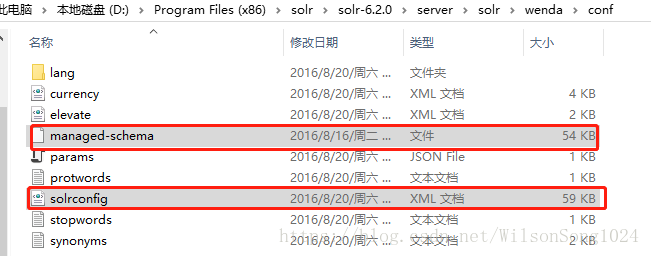 此电脑 › 本地磁盘 (D:) › Program Files (x86) › solr › solr-6.2.0 › server › solr › wenda › conf
名称 修改日期 类型 大小
lang 2016/8/20/周六 ... 文件夹
currency 2016/8/20/周六 ... XML 文档 4 KB
elevate 2016/8/20/周六 ... XML 文档 2 KB
managed-schema 2016/8/16/周二 ... 文件 54 KB
params 2016/8/20/周六 ... JSON File 1 KB
protwords 2016/8/20/周六 ... 文本文档 1 KB
solrconfig 2016/8/20/周六 ... XML 文档 59 KB
stopwords 2016/8/20/周六 ... 文本文档 1 KB
synonyms 2016/8/20/周六 ... 文本文档 2 KB
https://blog.csdn.net/WilsonSong1024